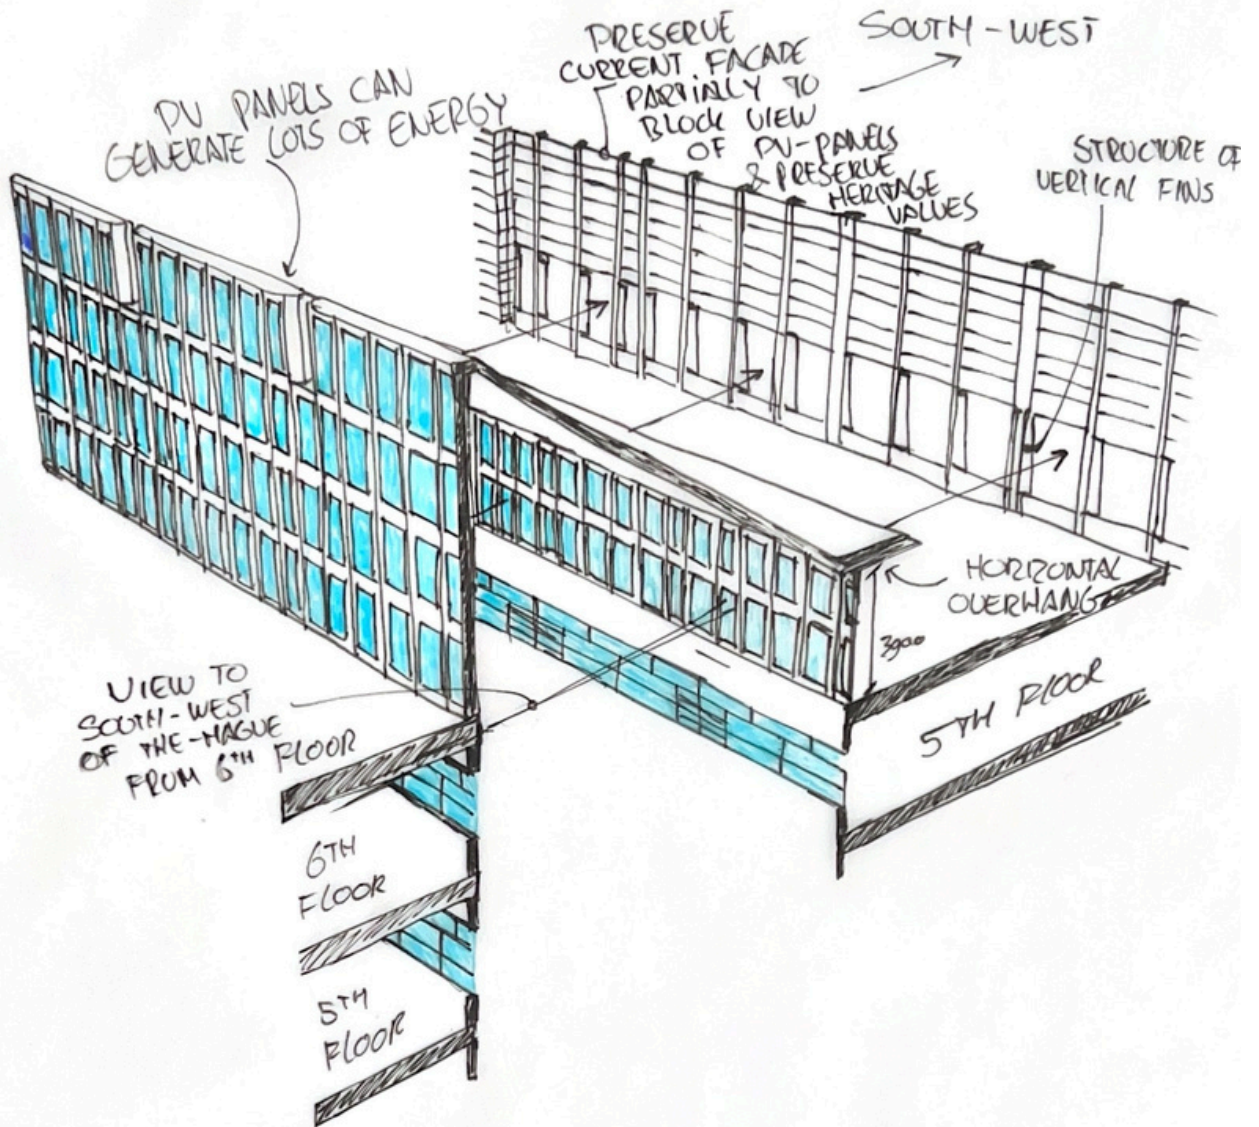 PV PANELS CAN
GENERATE LOTS OF ENERGY
PRESERVE
CURRENT FACADE
PARTIALLY TO
BLOCK VIEW
OF PV-PANELS
& PRESERVE
HERITAGE
VALUES
SOUTH-WEST
STRUCTURE OF
VERTICAL FINS
HORIZONTAL
OVERHANG
3900
5TH FLOOR
VIEW TO
SOUTH-WEST
OF THE-HAGUE
FROM 6TH FLOOR
6TH
FLOOR
5TH
FLOOR